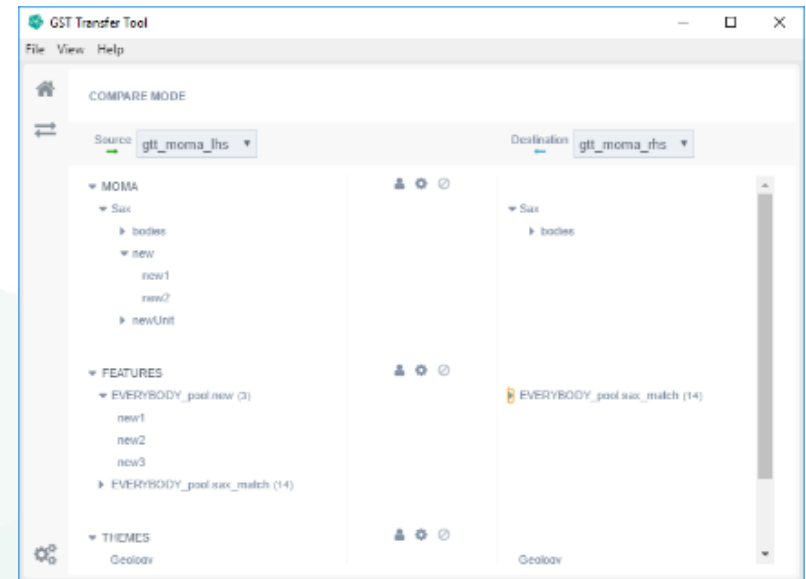 GST Transfer Tool
File View Help
COMPARE MODE
Source gtt_moma_lhs Destination gtt_moma_rhs
MOMA
Sax Sax
bodies bodies
new
new1
new2
newUnit
FEATURES
EVERYBODY_pool.new (3) EVERYBODY_pool.sax_match (14)
new1
new2
new3
EVERYBODY_pool.sax_match (14)
THEMES
Geology Geology